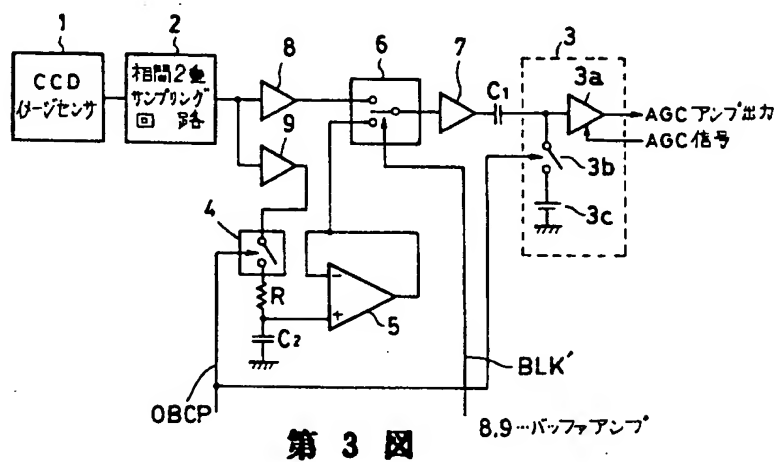 1
CCD
イメージセンサ
2
相関2重
サンプリング
回路
8
9
6
7
C1
3
3a
AGCアンプ出力
AGC信号
3b
3c
4
R
C2
-
+
5
OBCP
BLK'
8,9…バッファアンプ
第3図